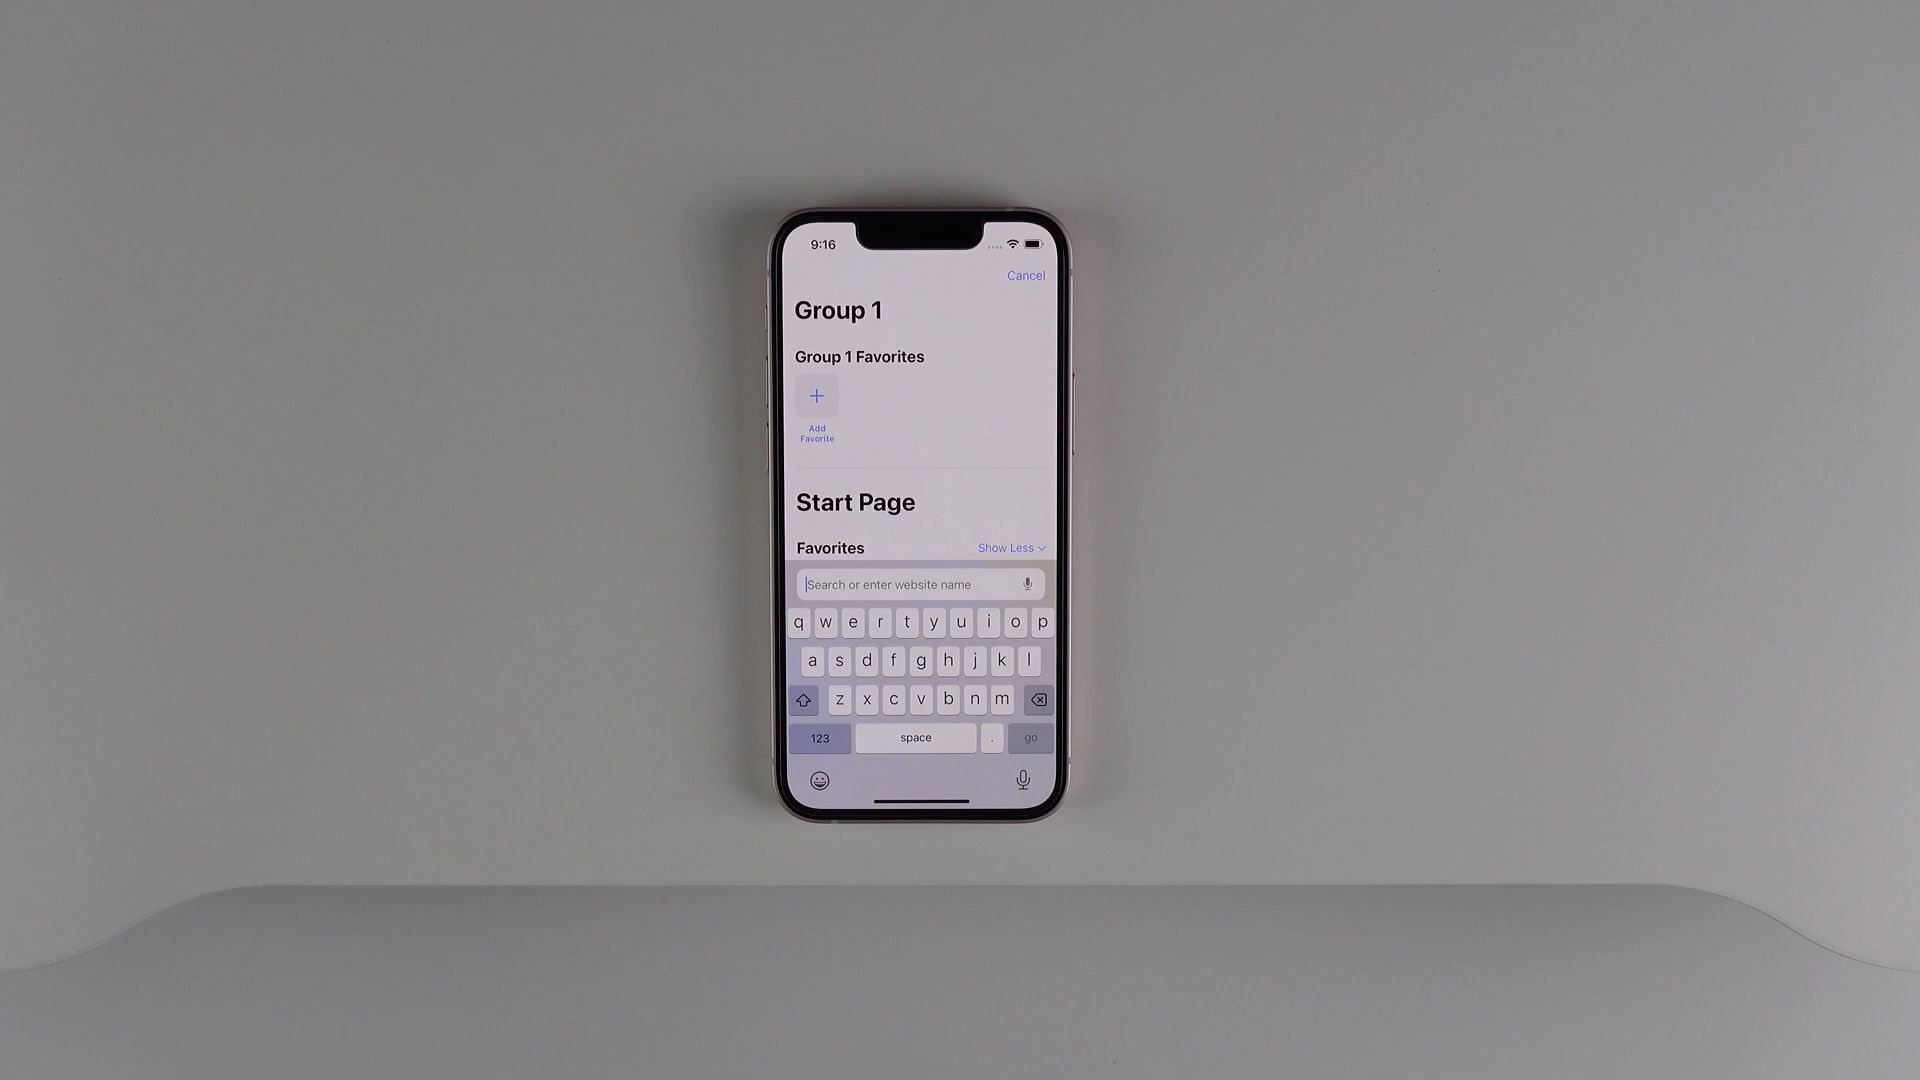 9:16
Cancel
Group 1
Group 1 Favorites
Add
Favorite
Start Page
Favorites Show Less
Search or enter website name
q w e r t y u i o p
a s d f g h j k l
z x c v b n m
123 space . go